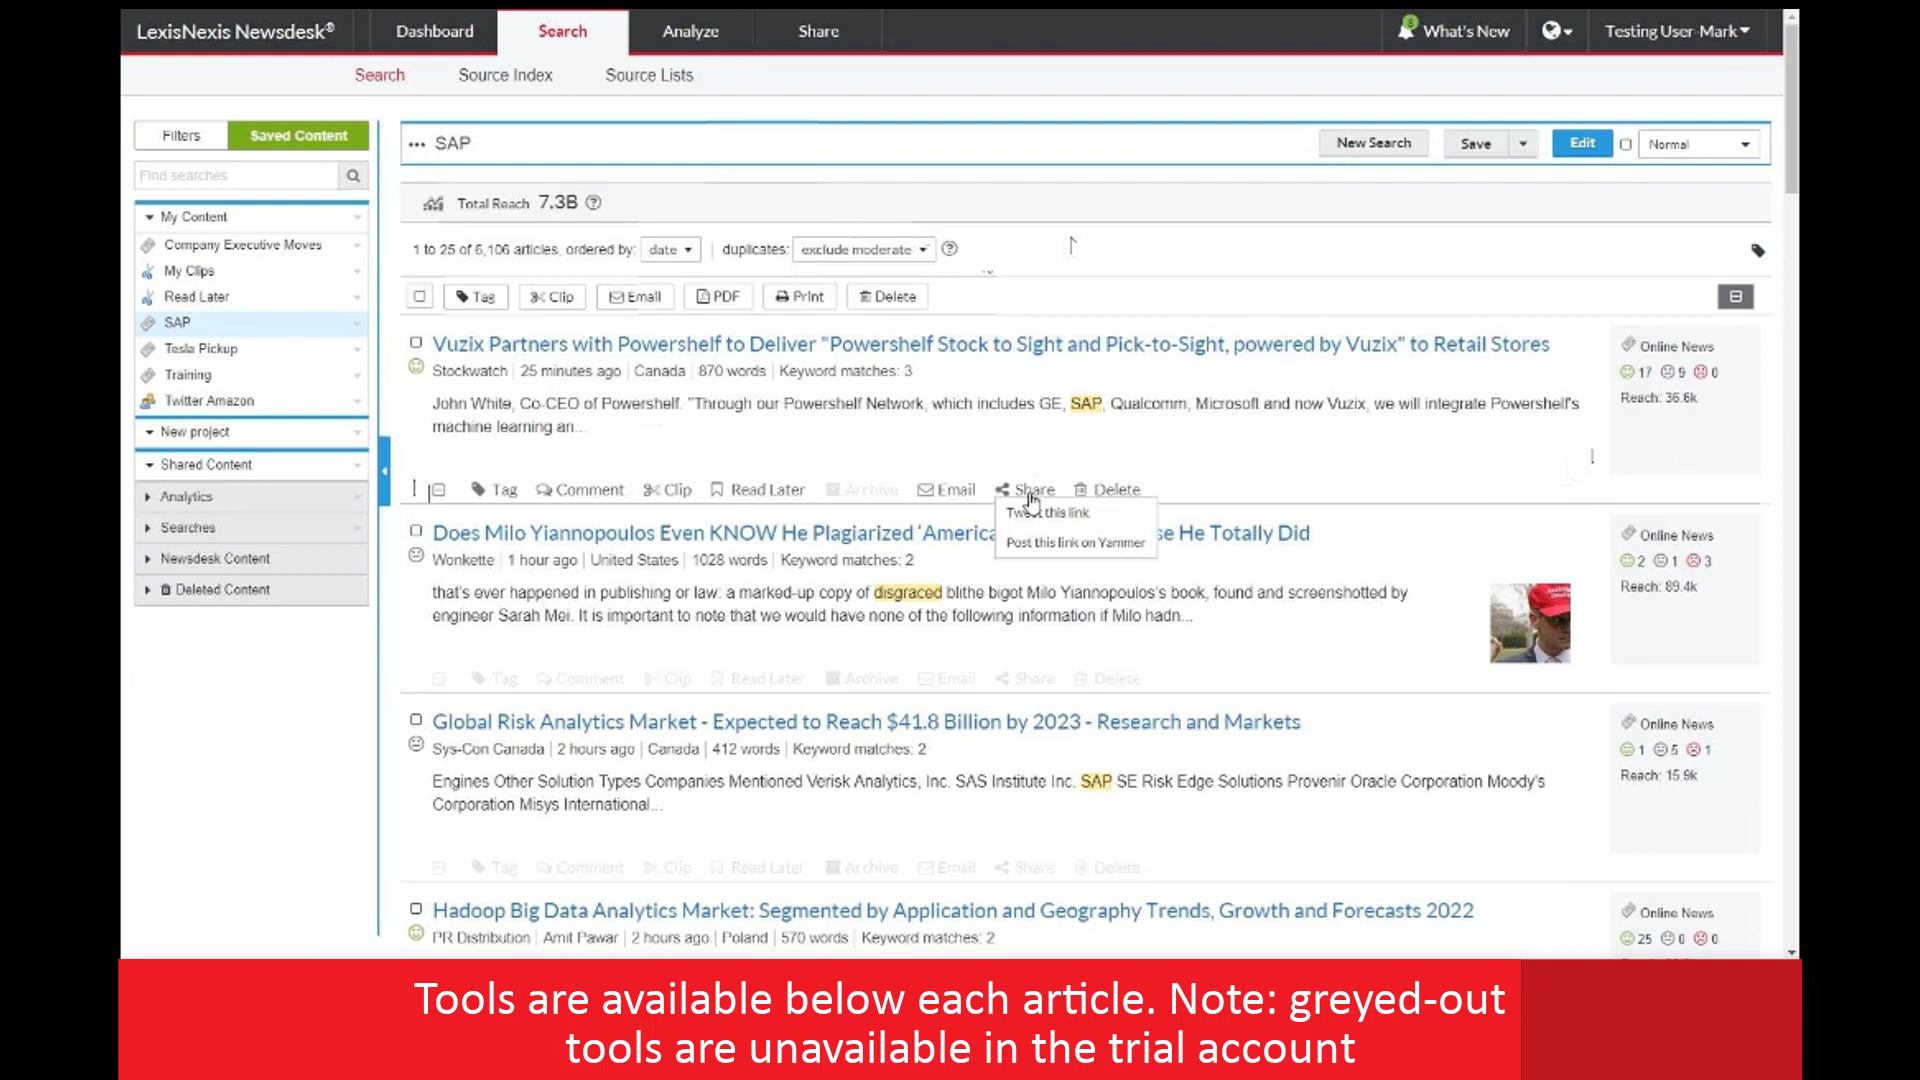 LexisNexis Newsdesk® Dashboard Search Analyze Share 8 What's New Testing User-Mark
Search Source Index Source Lists
Filters Saved Content
Find searches
My Content
Company Executive Moves
My Clips
Read Later
SAP
Tesla Pickup
Training
Twitter Amazon
New project
Shared Content
Analytics
Searches
Newsdesk Content
Deleted Content
••• SAP New Search Save Edit Normal
Total Reach 7.3B ?
1 to 25 of 6,106 articles, ordered by: date | duplicates: exclude moderate ?
Tag Clip Email PDF Print Delete
Vuzix Partners with Powershelf to Deliver "Powershelf Stock to Sight and Pick-to-Sight, powered by Vuzix" to Retail Stores
Stockwatch | 25 minutes ago | Canada | 870 words | Keyword matches: 3
John White, Co-CEO of Powershelf. "Through our Powershelf Network, which includes GE, SAP, Qualcomm, Microsoft and now Vuzix, we will integrate Powershelf's
machine learning an...
Online News
17 9 0
Reach: 36.6k
Tag Comment Clip Read Later Archive Email Share Delete
Tweet this link
Post this link on Yammer
Does Milo Yiannopoulos Even KNOW He Plagiarized 'America se He Totally Did
Wonkette | 1 hour ago | United States | 1028 words | Keyword matches: 2
that's ever happened in publishing or law: a marked-up copy of disgraced blithe bigot Milo Yiannopoulos's book, found and screenshotted by
engineer Sarah Mei. It is important to note that we would have none of the following information if Milo hadn...
Online News
2 1 3
Reach: 89.4k
Tag Comment Clip Read Later Archive Email Share Delete
Global Risk Analytics Market - Expected to Reach $41.8 Billion by 2023 - Research and Markets
Sys-Con Canada | 2 hours ago | Canada | 412 words | Keyword matches: 2
Engines Other Solution Types Companies Mentioned Verisk Analytics, Inc. SAS Institute Inc. SAP SE Risk Edge Solutions Provenir Oracle Corporation Moody's
Corporation Misys International...
Online News
1 5 1
Reach: 15.9k
Tag Comment Clip Read Later Archive Email Share Delete
Hadoop Big Data Analytics Market: Segmented by Application and Geography Trends, Growth and Forecasts 2022
PR Distribution | Amit Pawar | 2 hours ago | Poland | 570 words | Keyword matches: 2
Online News
25 0 0
Tools are available below each article. Note: greyed-out
tools are unavailable in the trial account